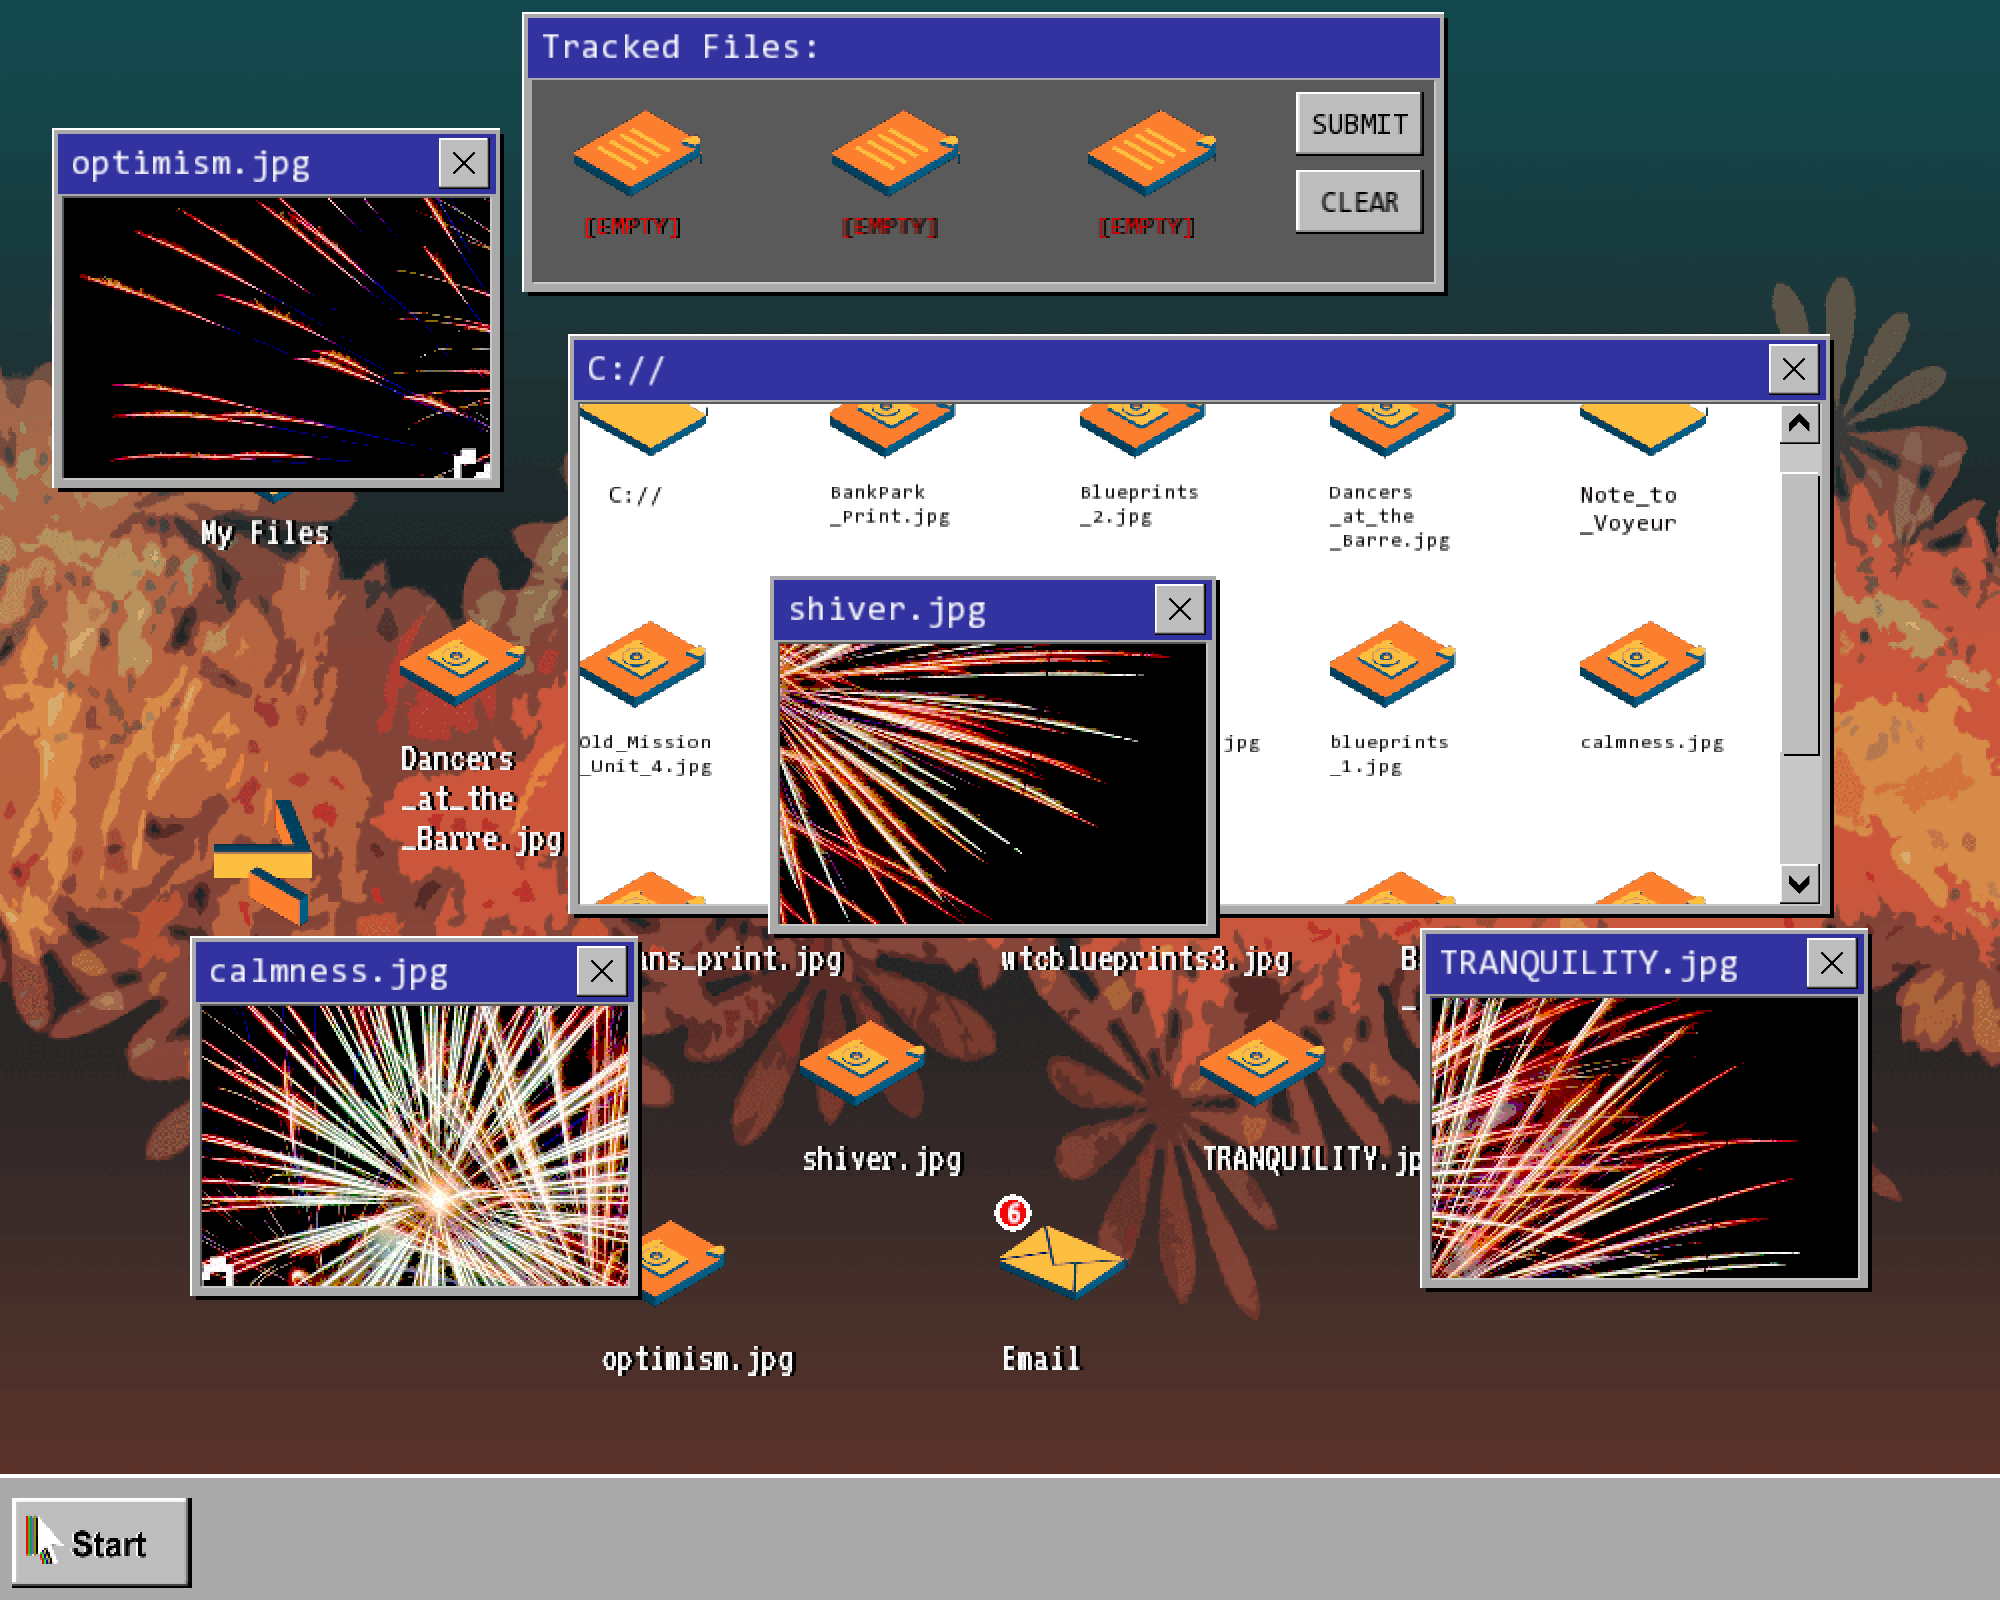 Tracked Files:
[EMPTY]
[EMPTY]
[EMPTY]
SUBMIT
CLEAR
optimism.jpg
My Files
C://
C://
BankPark
_Print.jpg
Blueprints
_2.jpg
Dancers
_at_the
_Barre.jpg
Note_to
_Voyeur
shiver.jpg
Old_Mission
_Unit_4.jpg
jpg
blueprints
_1.jpg
calmness.jpg
Dancers
_at_the
_Barre.jpg
calmness.jpg
ans_print.jpg
wtcblueprints3.jpg
TRANQUILITY.jpg
shiver.jpg
TRANQUILITY.jp
6
optimism.jpg
Email
Start